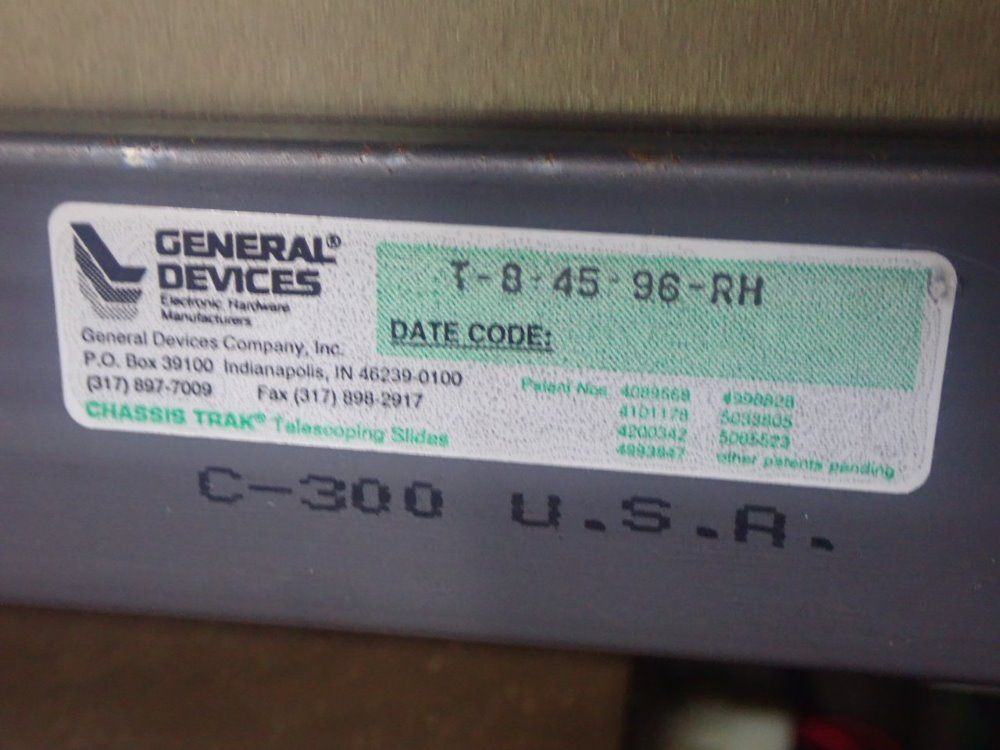 GENERAL®
DEVICES
Electronic Hardware
Manufacturers
General Devices Company, Inc.
P.O. Box 39100 Indianapolis, IN 46239-0100
(317) 897-7009 Fax (317) 898-2917
CHASSIS TRAK® Telescoping Slides
T-8-45-96-RH
DATE CODE:
Patent Nos. 4089568 4998828
4101178 5033805
4200342 5065523
4993847 other patents pending
C-300 U.S.A.